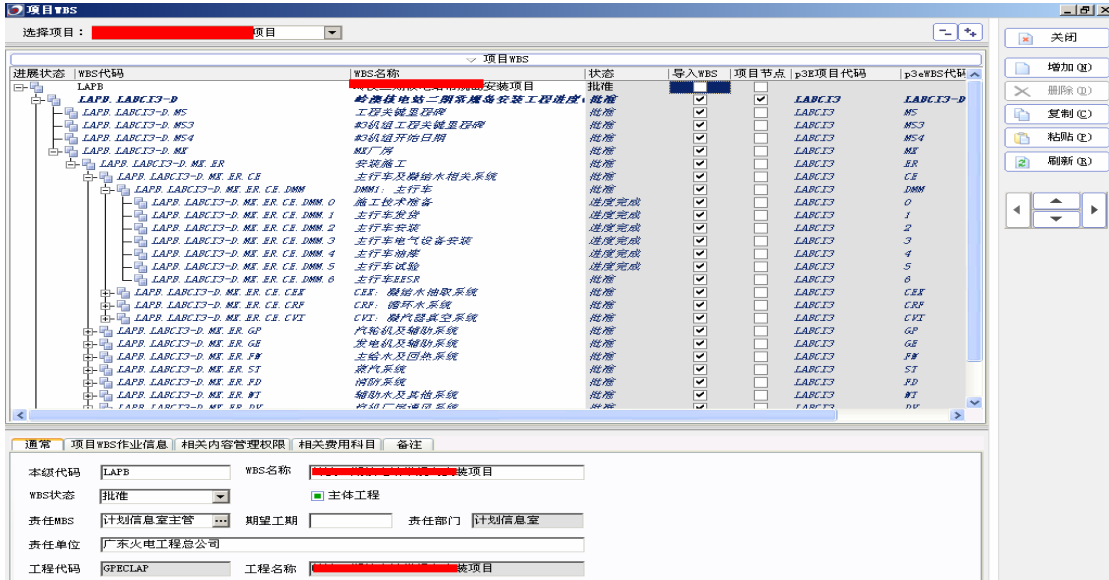 项目WBS
选择项目： 项目
项目WBS
进展状态 WBS代码 WBS名称 状态 导入WBS 项目节点 p3E项目代码 p3eWBS代码
LAPB 安装项目 批准
LAPB.LABCI3-D 岭澳核电站二期常规岛安装工程进度 批准 LABCI3 LABCI3-D
LAPB.LABCI3-D.MS 工程关键里程碑 批准 LABCI3 MS
LAPB.LABCI3-D.MS3 #3机组工程关键里程碑 批准 LABCI3 MS3
LAPB.LABCI3-D.MS4 #3机组开始日期 批准 LABCI3 MS4
LAPB.LABCI3-D.MX MX厂房 批准 LABCI3 MX
LAPB.LABCI3-D.MX.ER 安装施工 批准 LABCI3 ER
LAPB.LABCI3-D.MX.ER.CE 主行车及凝给水相关系统 批准 LABCI3 CE
LAPB.LABCI3-D.MX.ER.CE.DMM DMM1: 主行车 批准 LABCI3 DMM
LAPB.LABCI3-D.MX.ER.CE.DMM.0 施工技术准备 进度完成 LABCI3 0
LAPB.LABCI3-D.MX.ER.CE.DMM.1 主行车发货 进度完成 LABCI3 1
LAPB.LABCI3-D.MX.ER.CE.DMM.2 主行车安装 进度完成 LABCI3 2
LAPB.LABCI3-D.MX.ER.CE.DMM.3 主行车电气设备安装 进度完成 LABCI3 3
LAPB.LABCI3-D.MX.ER.CE.DMM.4 主行车油漆 进度完成 LABCI3 4
LAPB.LABCI3-D.MX.ER.CE.DMM.5 主行车试验 进度完成 LABCI3 5
LAPB.LABCI3-D.MX.ER.CE.DMM.6 主行车EESR 批准 LABCI3 6
LAPB.LABCI3-D.MX.ER.CE.CEX CEX: 凝给水抽取系统 批准 LABCI3 CEX
LAPB.LABCI3-D.MX.ER.CE.CRF CRF: 循环水系统 批准 LABCI3 CRF
LAPB.LABCI3-D.MX.ER.CE.CVI CVI: 凝汽器真空系统 批准 LABCI3 CVI
LAPB.LABCI3-D.MX.ER.GP 汽轮机及辅助系统 批准 LABCI3 GP
LAPB.LABCI3-D.MX.ER.GE 发电机及辅助系统 批准 LABCI3 GE
LAPB.LABCI3-D.MX.ER.FW 主给水及回热系统 批准 LABCI3 FW
LAPB.LABCI3-D.MX.ER.ST 蒸汽系统 批准 LABCI3 ST
LAPB.LABCI3-D.MX.ER.FD 消防系统 批准 LABCI3 FD
LAPB.LABCI3-D.MX.ER.WT 辅助水及其他系统 批准 LABCI3 WT
LAPB.LABCI3-D.MX.ER.DV 汽机厂房通风系统 批准 LABCI3 DV
关闭
增加(N)
删除(D)
复制(C)
粘贴(P)
刷新(R)
通常 项目WBS作业信息 相关内容管理权限 相关费用科目 备注
本级代码 LAPB WBS名称 装项目
WBS状态 批准 主体工程
责任MBS 计划信息室主管 ... 期望工期 责任部门 计划信息室
责任单位 广东火电工程总公司
工程代码 GPECLAP 工程名称 装项目